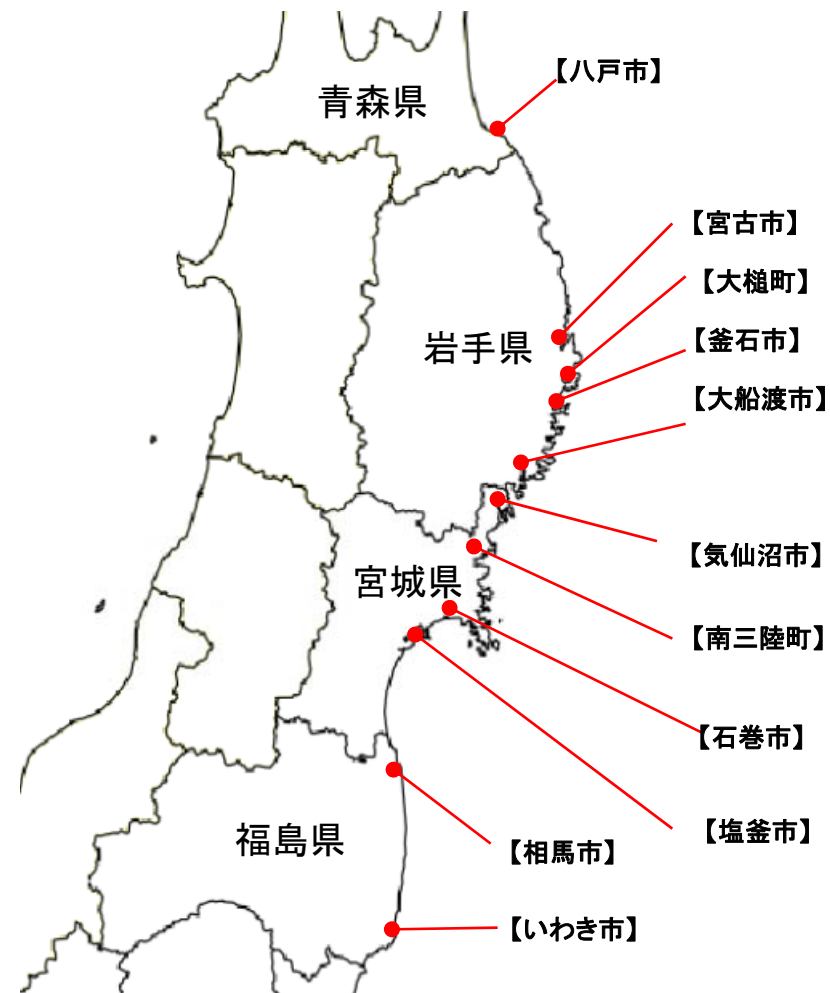 【八戸市】
青森県
【宮古市】
【大槌町】
岩手県
【釜石市】
【大船渡市】
【気仙沼市】
宮城県
【南三陸町】
【石巻市】
【塩釜市】
福島県
【相馬市】
【いわき市】